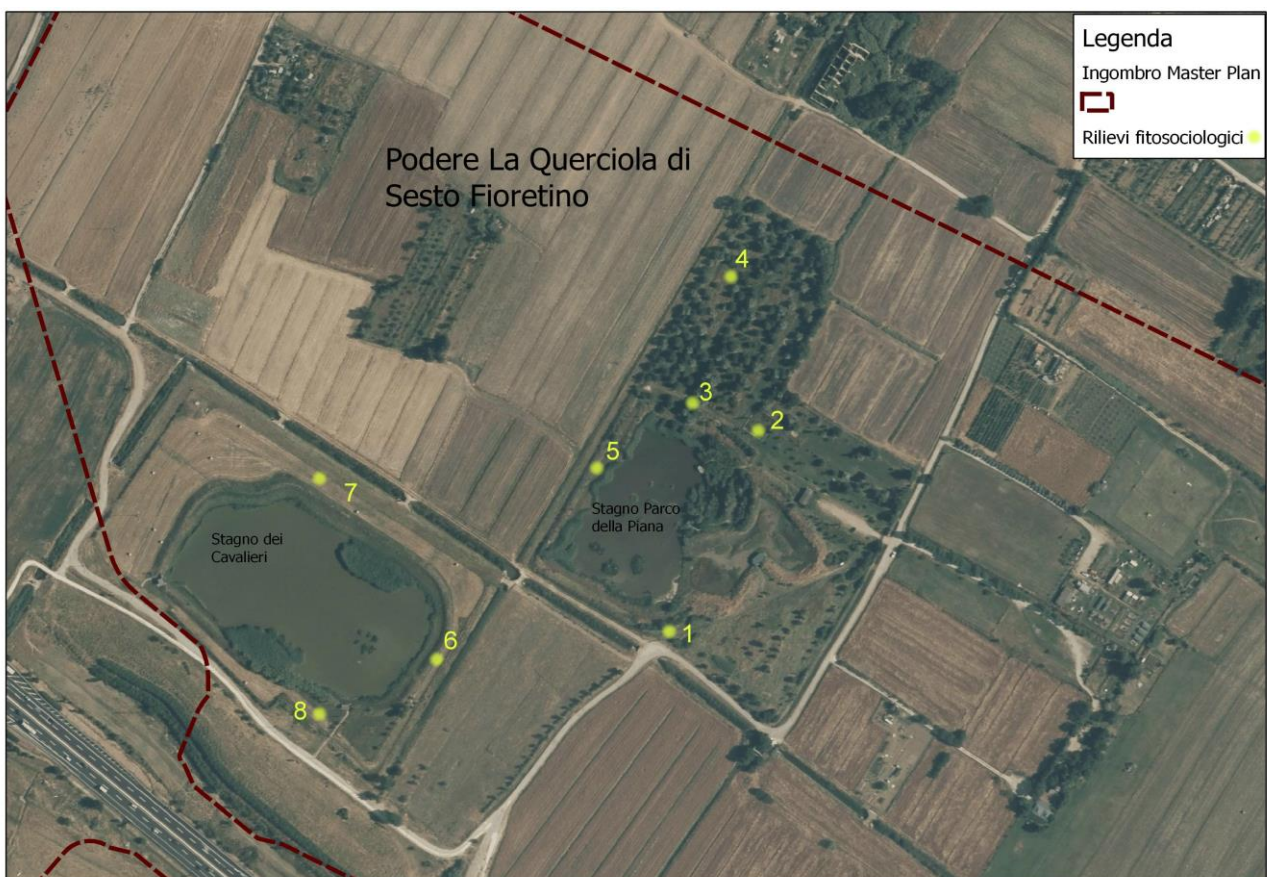 Legenda
Ingombro Master Plan
Rilievi fitosociologici
Podere La Querciola di
Sesto Fioretino
4
3
2
5
Stagno Parco
della Piana
7
Stagno dei
Cavalieri
1
6
8